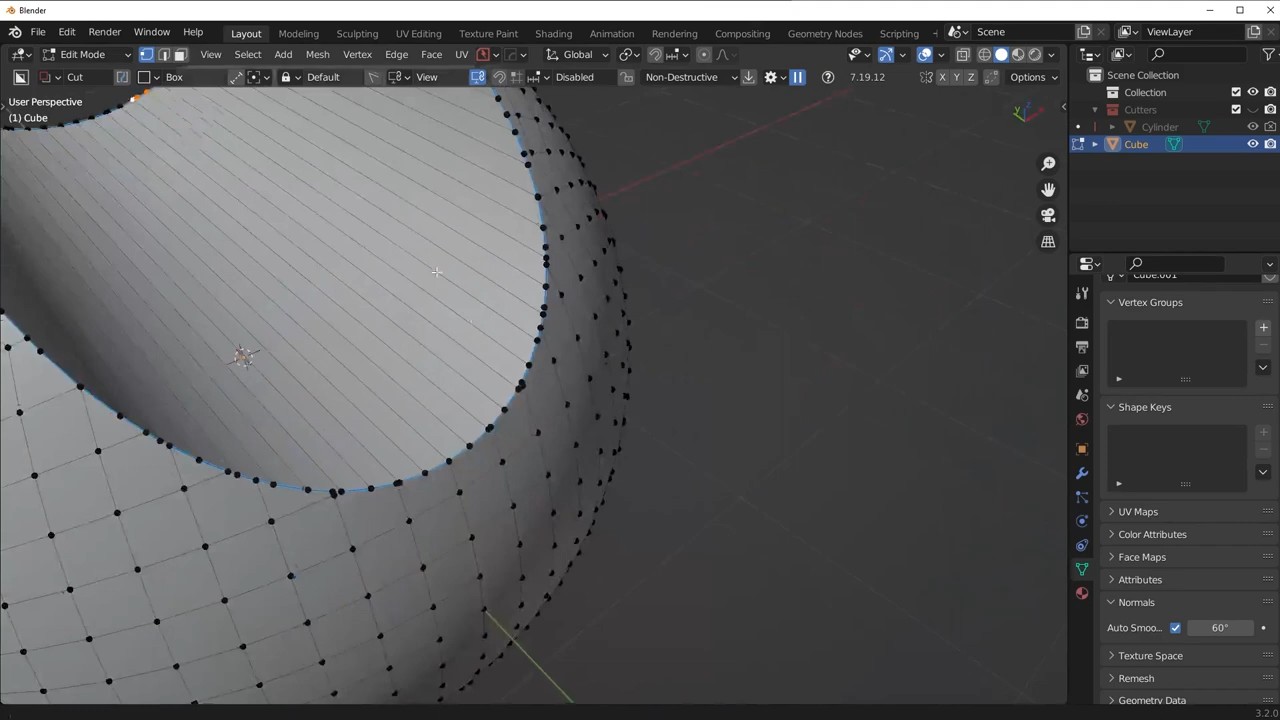 Blender
File Edit Render Window Help Layout Modeling Sculpting UV Editing Texture Paint Shading Animation Rendering Compositing Geometry Nodes Scripting Scene ViewLayer
Edit Mode View Select Add Mesh Vertex Edge Face UV Global
Cut Box Default View Disabled Non-Destructive 7.19.12 X Y Z Options
User Perspective
(1) Cube
Scene Collection
Collection
Cutters
Cylinder
Cube
Cube.001
Vertex Groups
Shape Keys
UV Maps
Color Attributes
Face Maps
Attributes
Normals
Auto Smoo... 60°
Texture Space
Remesh
Geometry Data
3.2.0